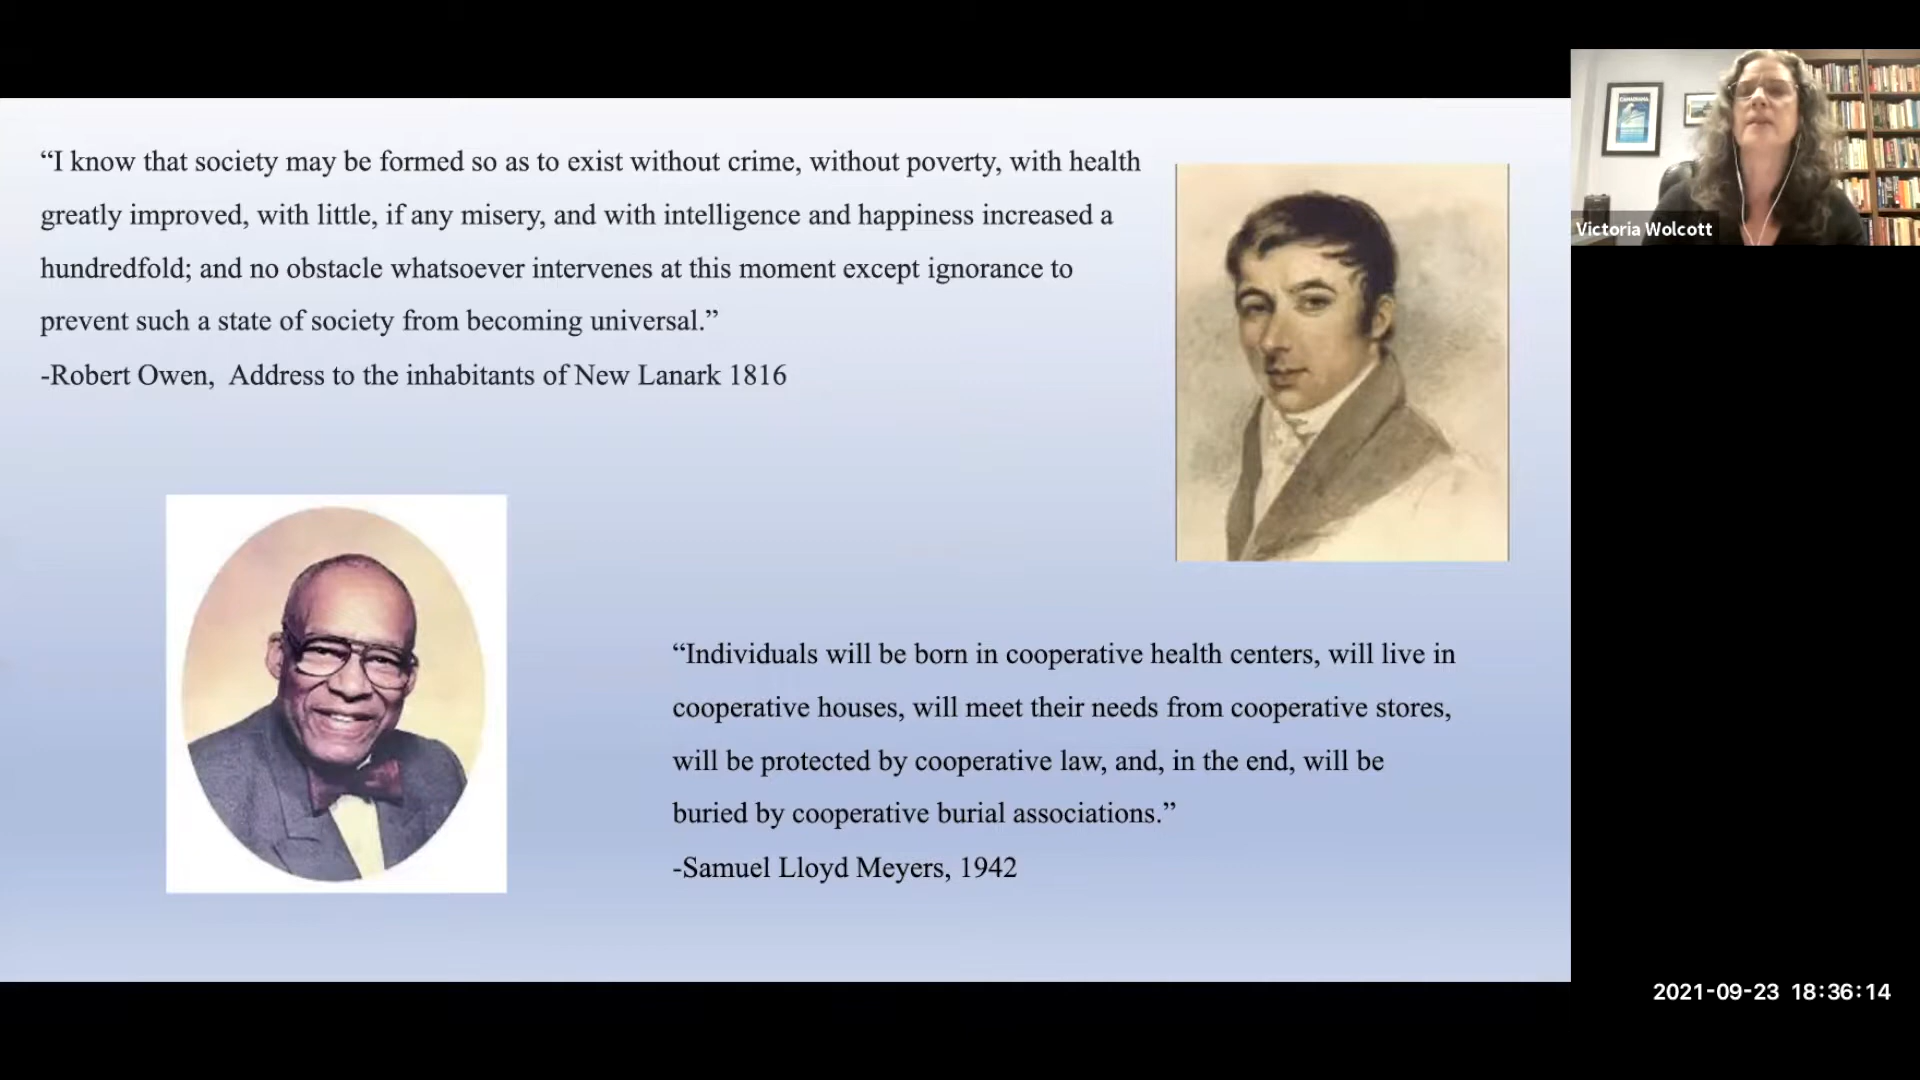 “I know that society may be formed so as to exist without crime, without poverty, with health
greatly improved, with little, if any misery, and with intelligence and happiness increased a
hundredfold; and no obstacle whatsoever intervenes at this moment except ignorance to
prevent such a state of society from becoming universal.”
-Robert Owen,  Address to the inhabitants of New Lanark 1816
CANADIANA
Victoria Wolcott
“Individuals will be born in cooperative health centers, will live in
cooperative houses, will meet their needs from cooperative stores,
will be protected by cooperative law, and, in the end, will be
buried by cooperative burial associations.”
-Samuel Lloyd Meyers, 1942
2021-09-23 18:36:14